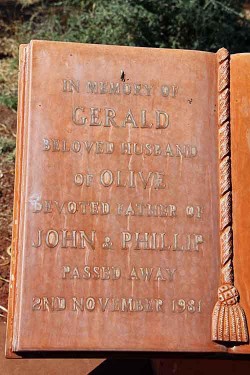 IN MEMORY OF
GERALD
BELOVED HUSBAND
OF OLIVE
DEVOTED FATHER OF
JOHN & PHILLIP
PASSED AWAY
2ND NOVEMBER 1981